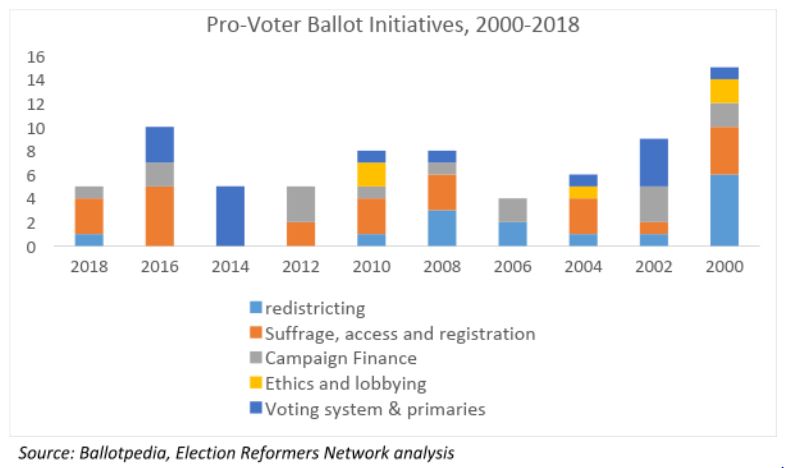 Pro-Voter Ballot Initiatives, 2000-2018
16
14
12
10
8
6
4
2
0
2018 2016 2014 2012 2010 2008 2006 2004 2002 2000
redistricting
Suffrage, access and registration
Campaign Finance
Ethics and lobbying
Voting system & primaries
Source: Ballotpedia, Election Reformers Network analysis